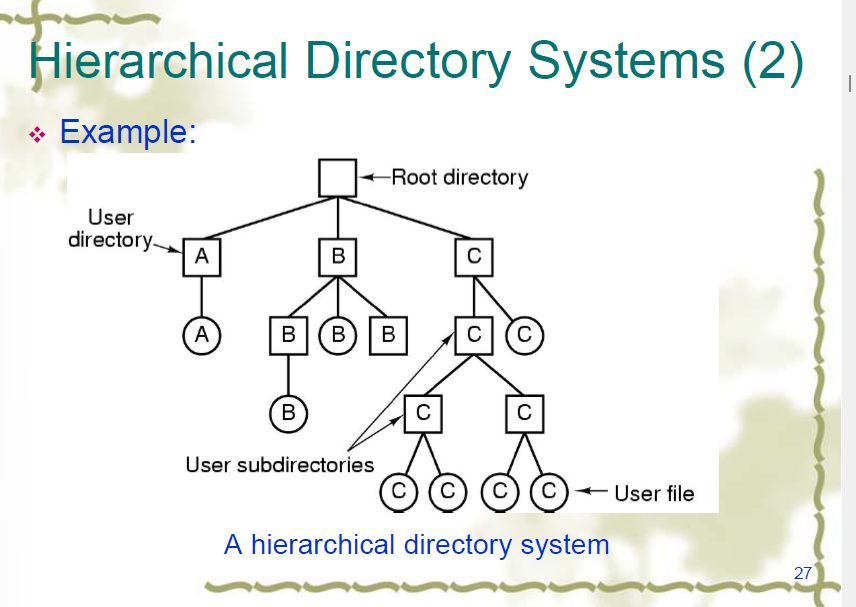 Hierarchical Directory Systems (2)
Example:
Root directory
User
directory
A
B
C
A
B
B
B
C
C
B
C
C
User subdirectories
C
C
C
C
User file
A hierarchical directory system
27